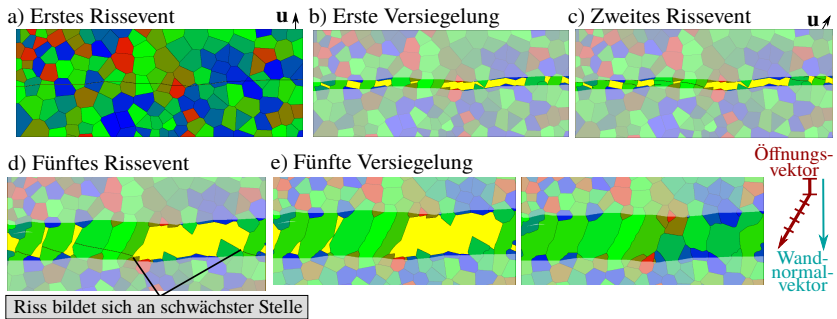 a) Erstes Rissevent
u
b) Erste Versiegelung
c) Zweites Rissevent
u
d) Fünftes Rissevent
e) Fünfte Versiegelung
Öffnungs-
vektor
Wand-
normal-
vektor
Riss bildet sich an schwächster Stelle